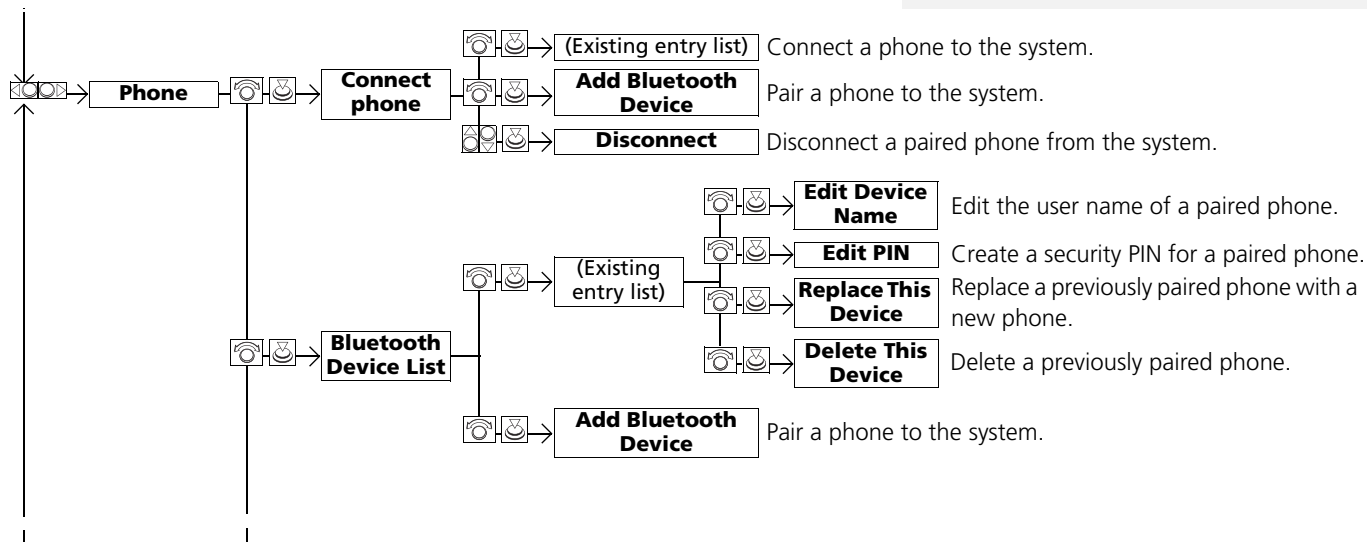 (Existing entry list) Connect a phone to the system.
Phone
Connect
phone
Add Bluetooth
Device
Pair a phone to the system.
Disconnect
Disconnect a paired phone from the system.
Edit Device
Name
Edit the user name of a paired phone.
(Existing
entry list)
Edit PIN
Create a security PIN for a paired phone.
Replace This
Device
Replace a previously paired phone with a
new phone.
Bluetooth
Device List
Delete This
Device
Delete a previously paired phone.
Add Bluetooth
Device
Pair a phone to the system.